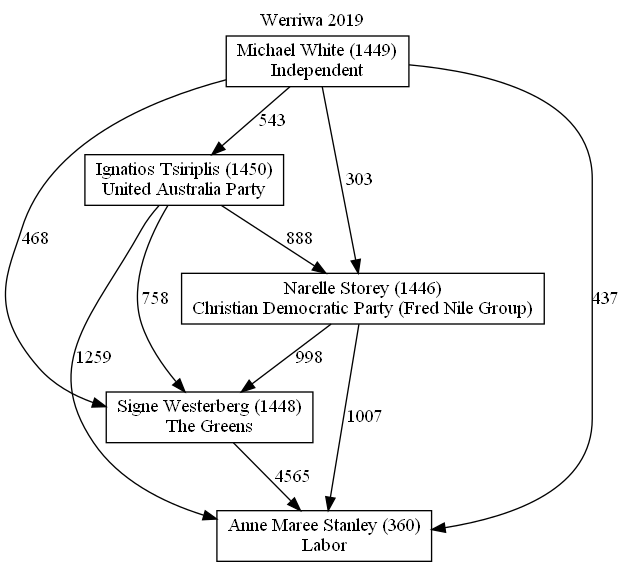 Werriwa 2019
Michael White (1449)
Independent
543
Ignatios Tsiriplis (1450)
United Australia Party
303
468
888
437
Narelle Storey (1446)
Christian Democratic Party (Fred Nile Group)
758
1259
998
Signe Westerberg (1448)
The Greens
1007
4565
Anne Maree Stanley (360)
Labor